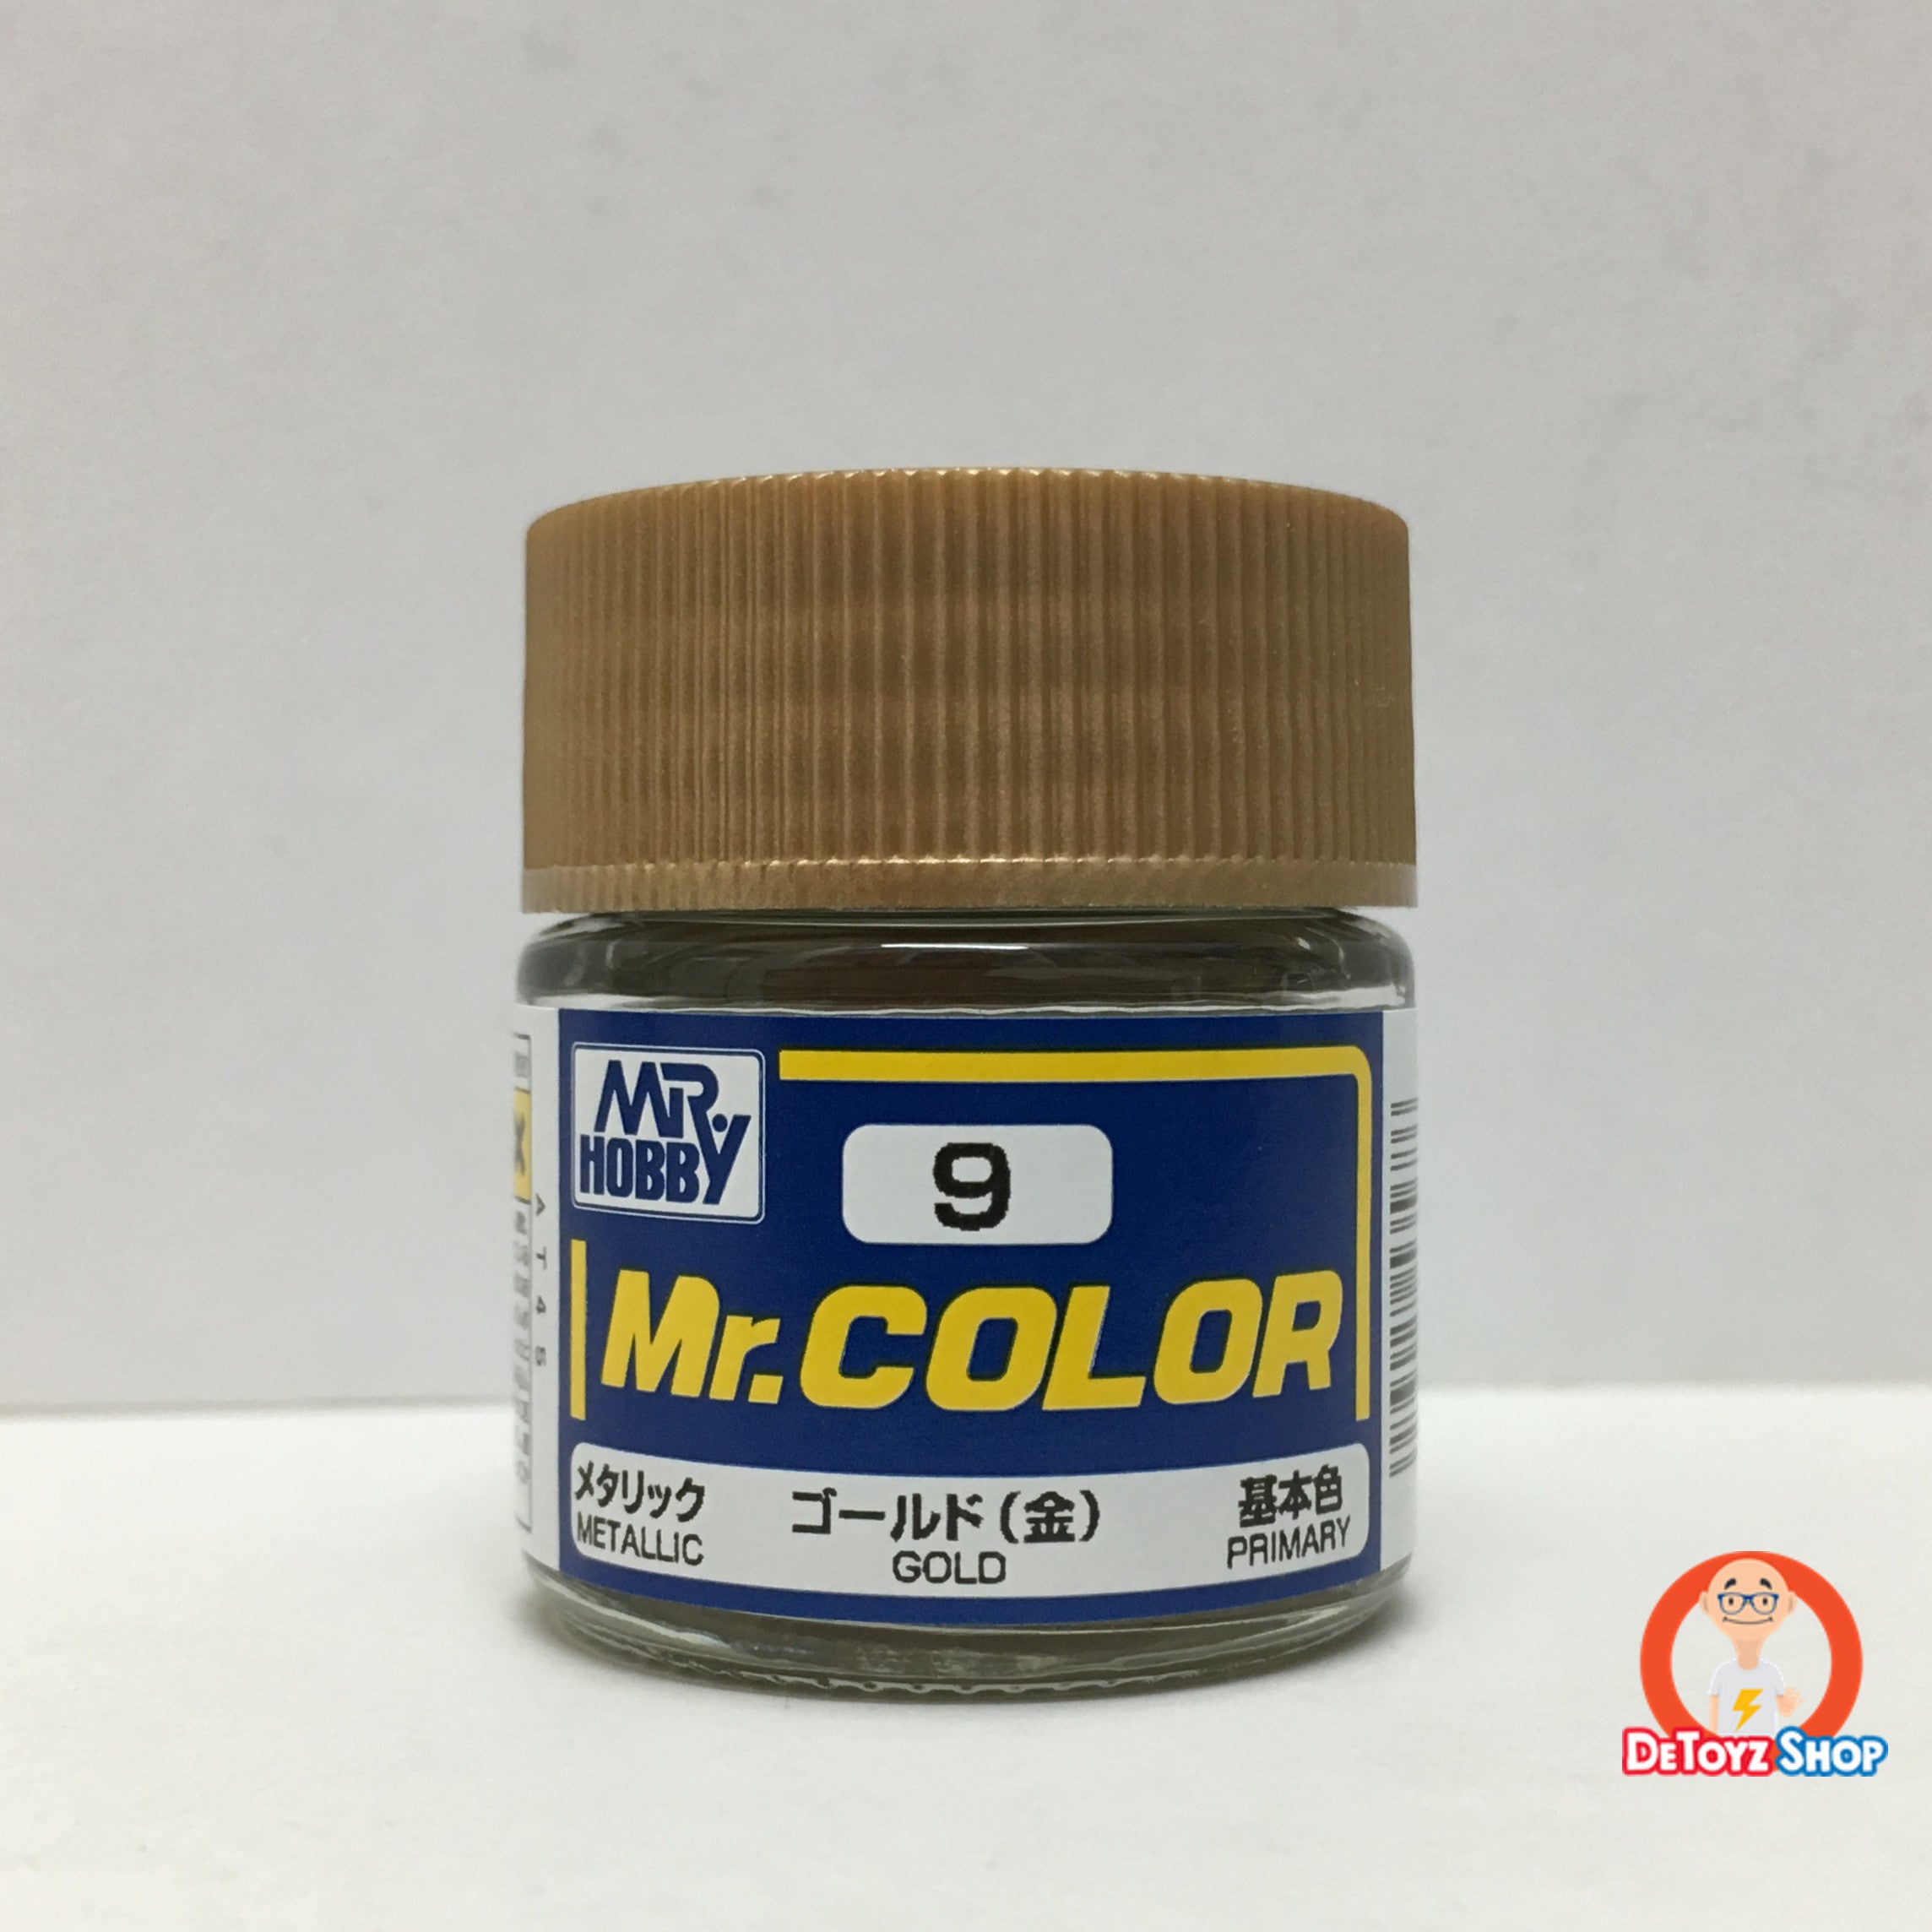 MR.
HOBBY
9
Mr.COLOR
メタリック ゴールド(金) 基本色
METALLIC GOLD PRIMARY
AT45
DeToyz Shop